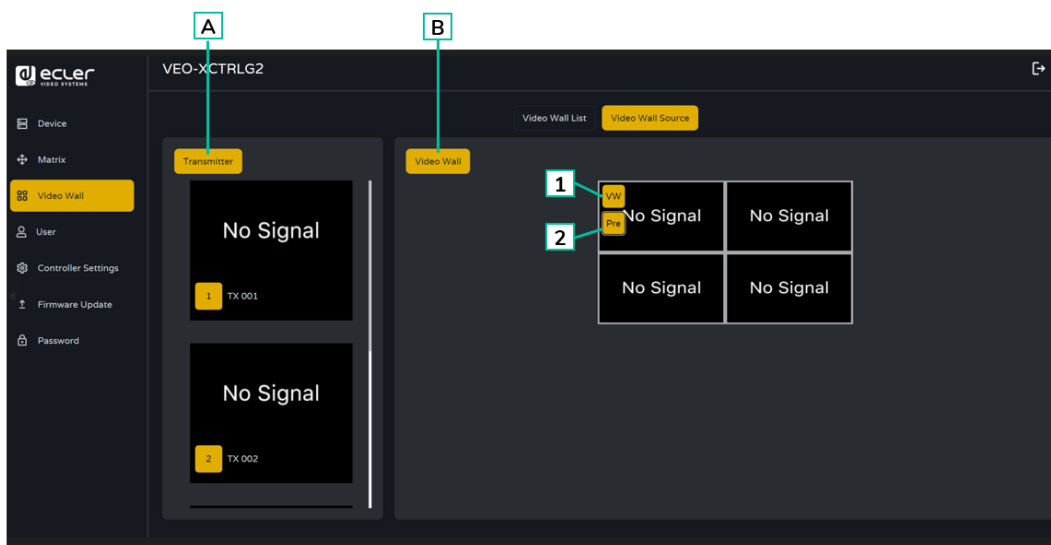 A
B
ecler
VIDEO SYSTEMS
VEO-XCTRLG2
Device
Matrix
Video Wall
User
Controller Settings
Firmware Update
Password
Video Wall List
Video Wall Source
Transmitter
No Signal
1 TX 001
No Signal
2 TX 002
Video Wall
1
2
VW
Pre
No Signal
No Signal
No Signal
No Signal